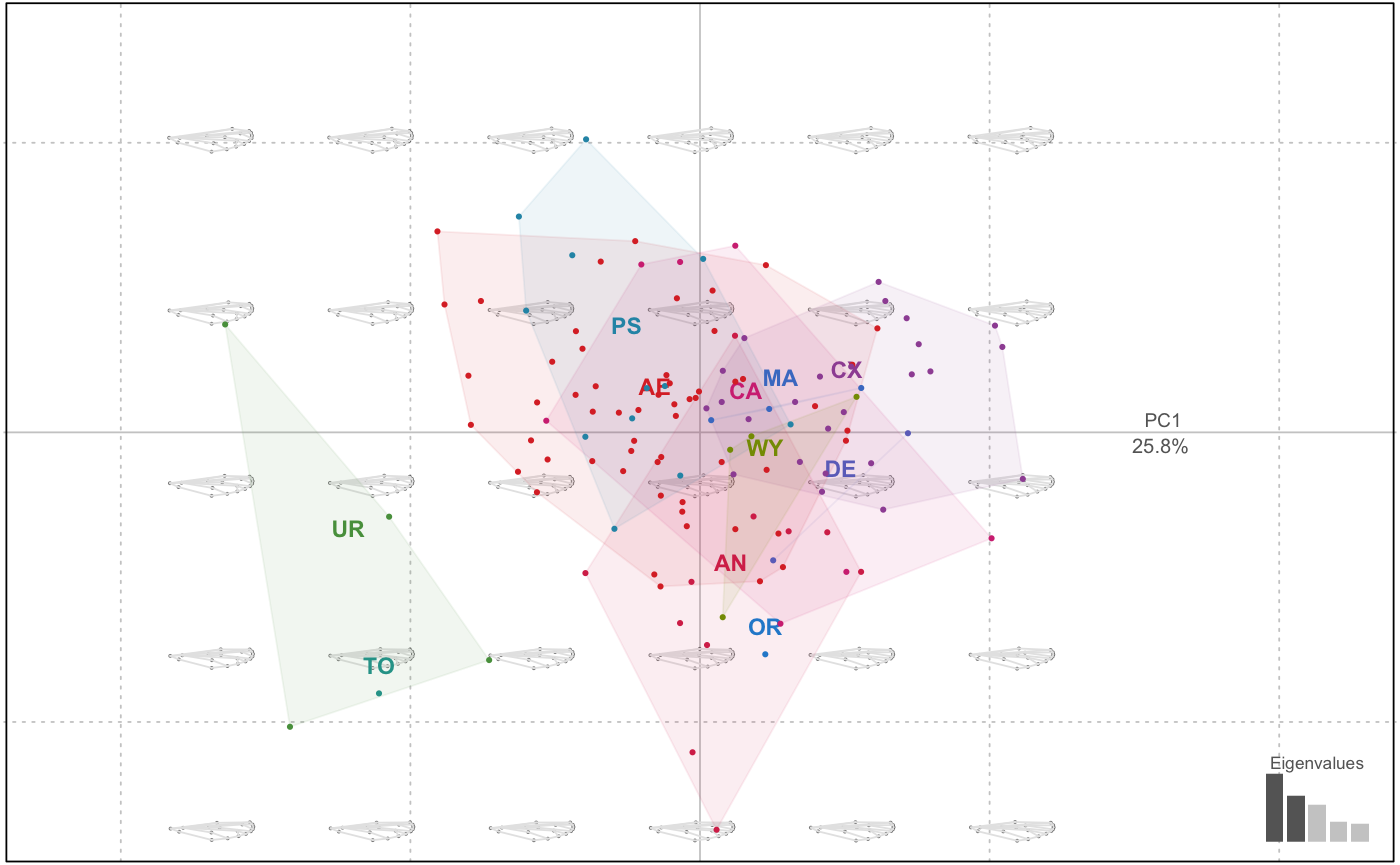 PS
AE
CA
MA
CX
PC1
25.8%
WY
DE
UR
AN
OR
TO
Eigenvalues